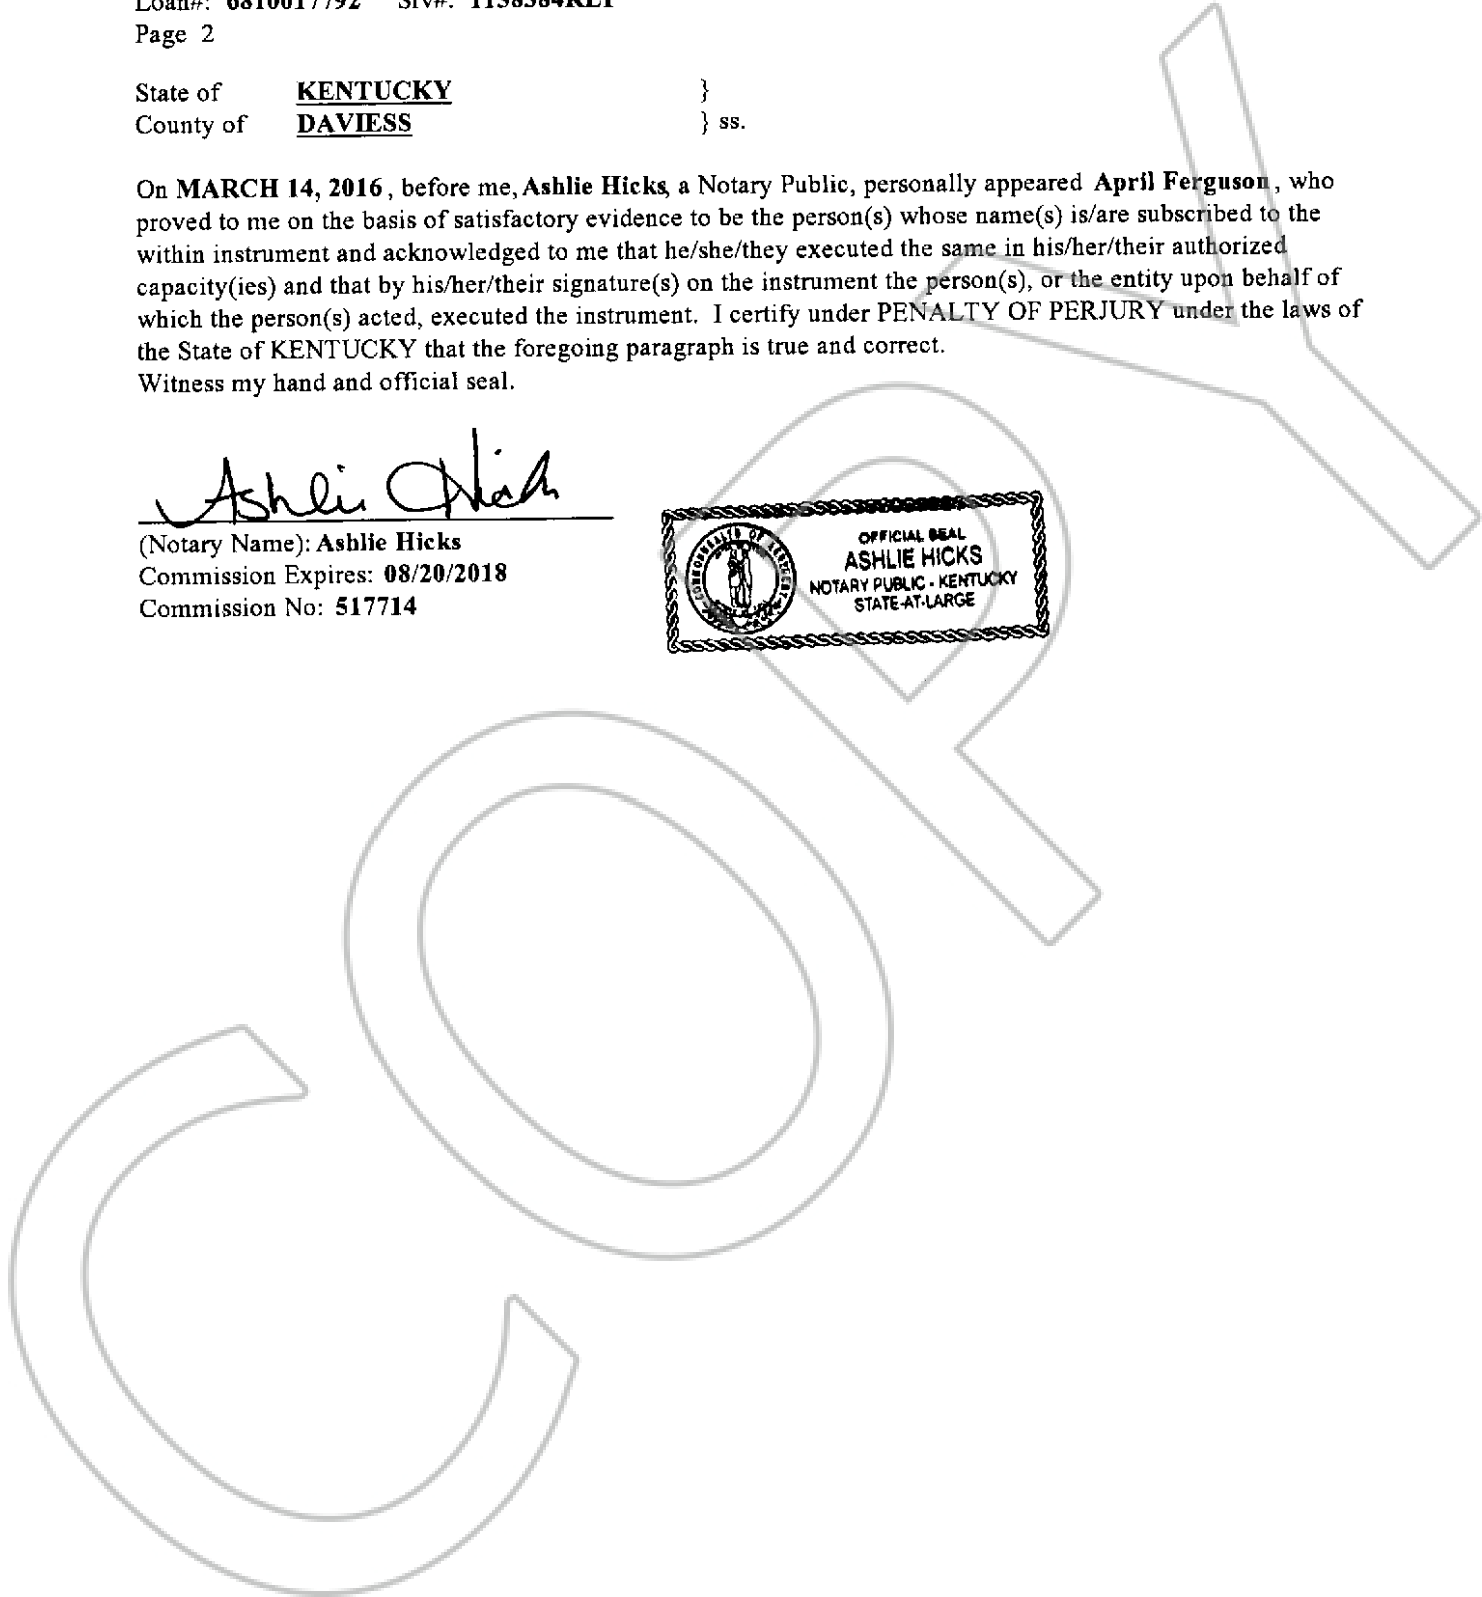 Page 2
State of KENTUCKY }
County of DAVIESS } ss.
On MARCH 14, 2016, before me, Ashlie Hicks, a Notary Public, personally appeared April Ferguson, who
proved to me on the basis of satisfactory evidence to be the person(s) whose name(s) is/are subscribed to the
within instrument and acknowledged to me that he/she/they executed the same in his/her/their authorized
capacity(ies) and that by his/her/their signature(s) on the instrument the person(s), or the entity upon behalf of
which the person(s) acted, executed the instrument. I certify under PENALTY OF PERJURY under the laws of
the State of KENTUCKY that the foregoing paragraph is true and correct.
Witness my hand and official seal.
Ashlie Hicks
(Notary Name): Ashlie Hicks
Commission Expires: 08/20/2018
Commission No: 517714
OFFICIAL SEAL
ASHLIE HICKS
NOTARY PUBLIC - KENTUCKY
STATE-AT-LARGE
COPY